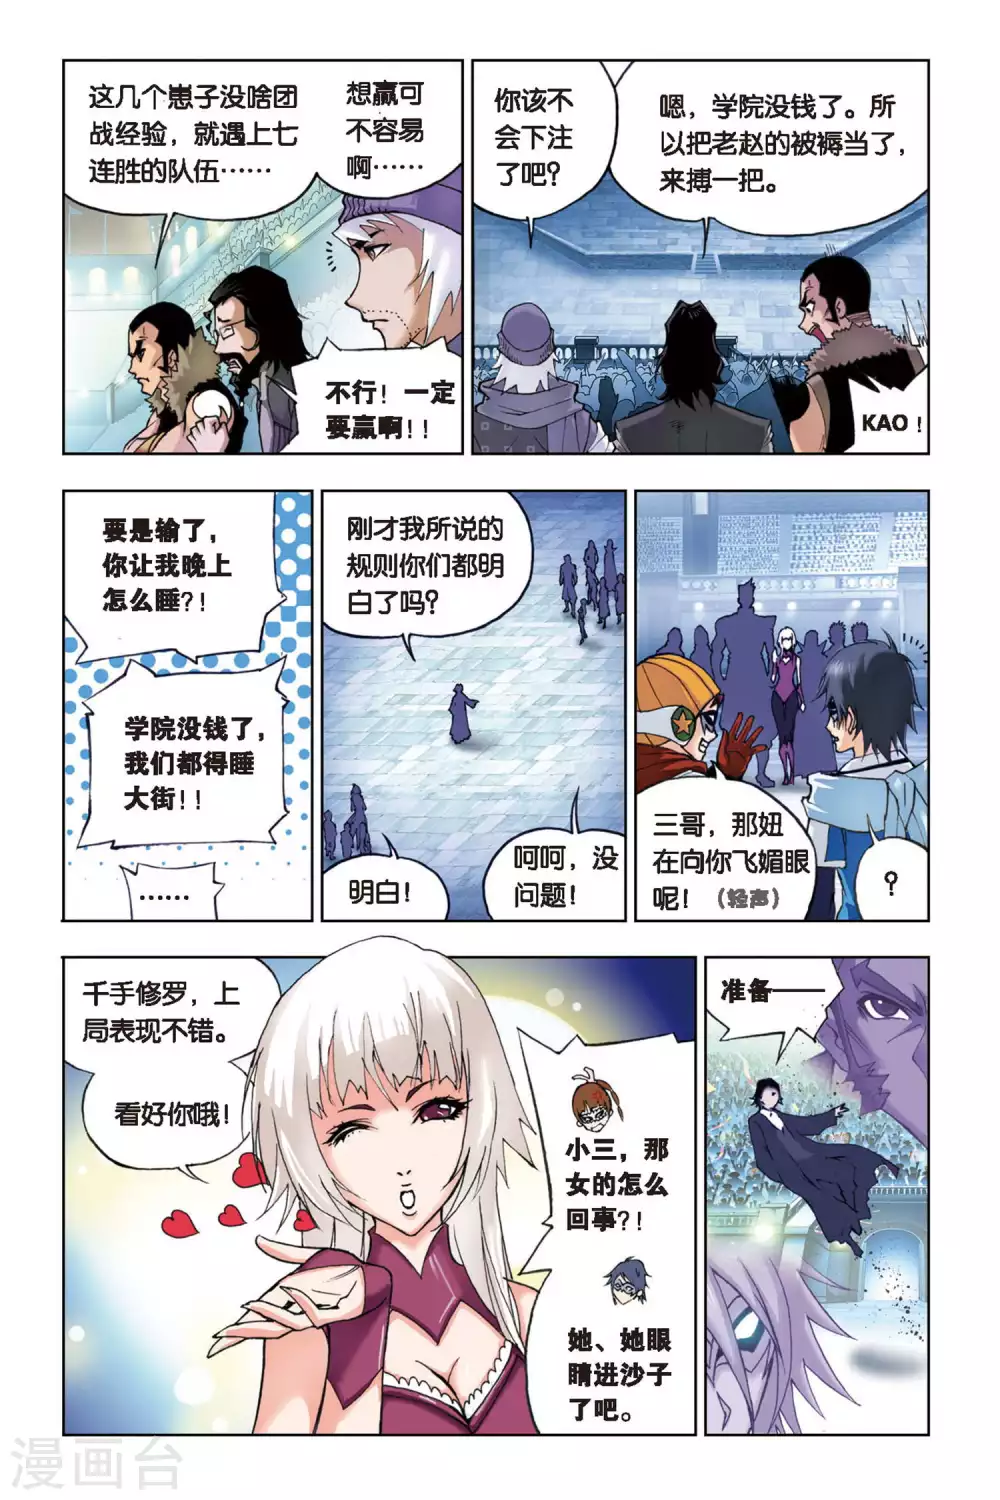 这几个崽子没啥团
战经验，就遇上七
连胜的队伍……
想赢可
不容易
啊……
不行！一定
要赢啊！！
你该不
会下注
了吧？
嗯，学院没钱了。所
以把老赵的被褥当了，
来搏一把。
KAO！
要是输了，
你让我晚上
怎么睡？！
学院没钱了，
我们都得睡
大街！！
……
刚才我所说的
规则你们都明
白了吗？
明白！
呵呵，没
问题！
三哥，那妞
在向你飞媚眼
呢！（轻声）
？
千手修罗，上
局表现不错。
看好你哦！
小三，那
女的怎么
回事？！
她、她眼
睛进沙子
了吧。
准备——
漫画台